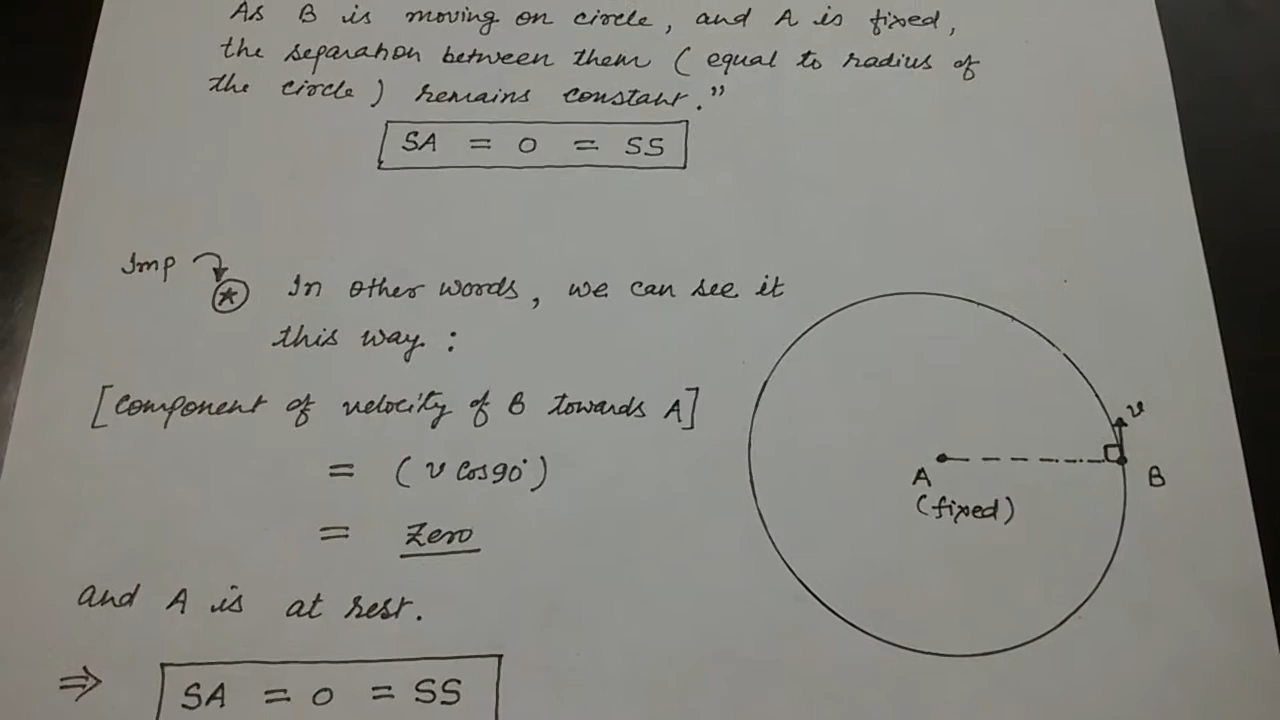 As B is moving on circle, and A is fixed,
the separation between them (equal to radius of
the circle) remains constant."
SA = 0 = SS
Imp
In other words, we can see it
this way:
[component of velocity of B towards A]
= (v cos90°)
= Zero
and A is at rest.
⇒ SA = 0 = SS
v
A
(fixed)
B